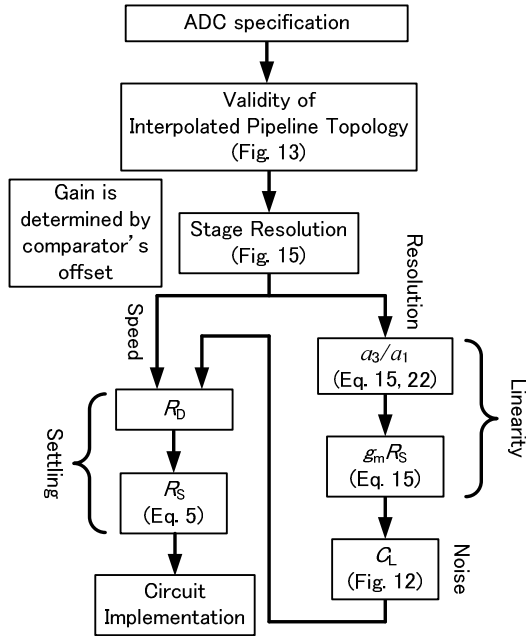 ADC specification
Validity of
Interpolated Pipeline Topology
(Fig. 13)
Gain is
determined by
comparator's
offset
Stage Resolution
(Fig. 15)
Speed
Resolution
a3/a1
(Eq. 15, 22)
Linearity
RD
Settling
RS
(Eq. 5)
gmRS
(Eq. 15)
CL
(Fig. 12)
Noise
Circuit
Implementation